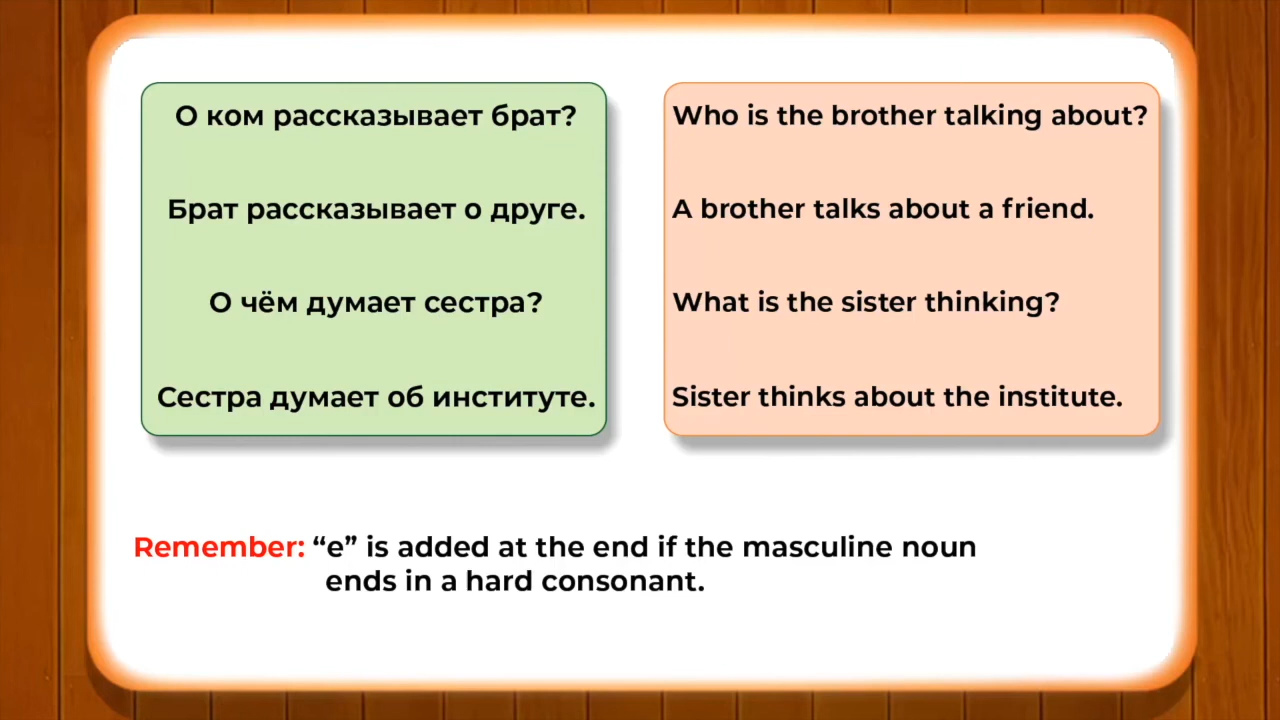 О ком рассказывает брат?
Брат рассказывает о друге.
О чём думает сестра?
Сестра думает об институте.
Who is the brother talking about?
A brother talks about a friend.
What is the sister thinking?
Sister thinks about the institute.
Remember: “e” is added at the end if the masculine noun
ends in a hard consonant.